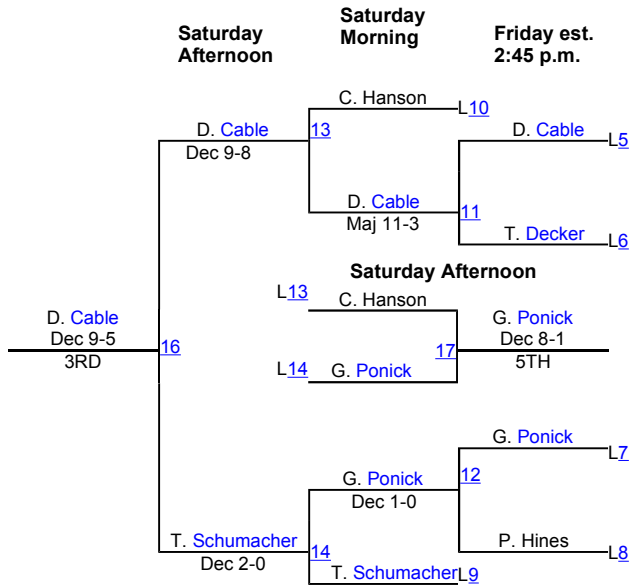 Saturday Afternoon
Saturday Morning
Friday est. 2:45 p.m.
C. Hanson
L10
D. Cable
Dec 9-8
13
D. Cable
L5
D. Cable
Maj 11-3
11
T. Decker
L6
Saturday Afternoon
L13
C. Hanson
D. Cable
Dec 9-5
3RD
16
17
G. Ponick
Dec 8-1
5TH
L14
G. Ponick
G. Ponick
L7
G. Ponick
Dec 1-0
12
T. Schumacher
Dec 2-0
14
P. Hines
L8
T. Schumacher
L9